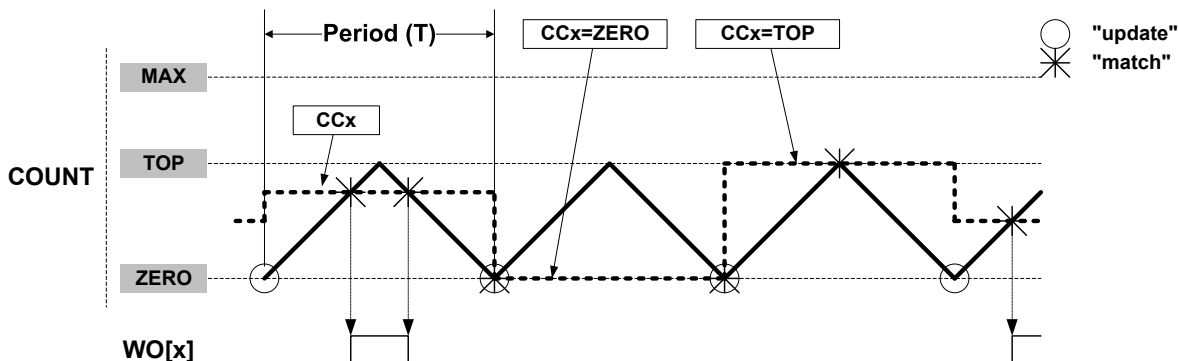 Period (T)
CCx=ZERO
CCx=TOP
"update"
"match"
MAX
CCx
TOP
COUNT
ZERO
WO[x]